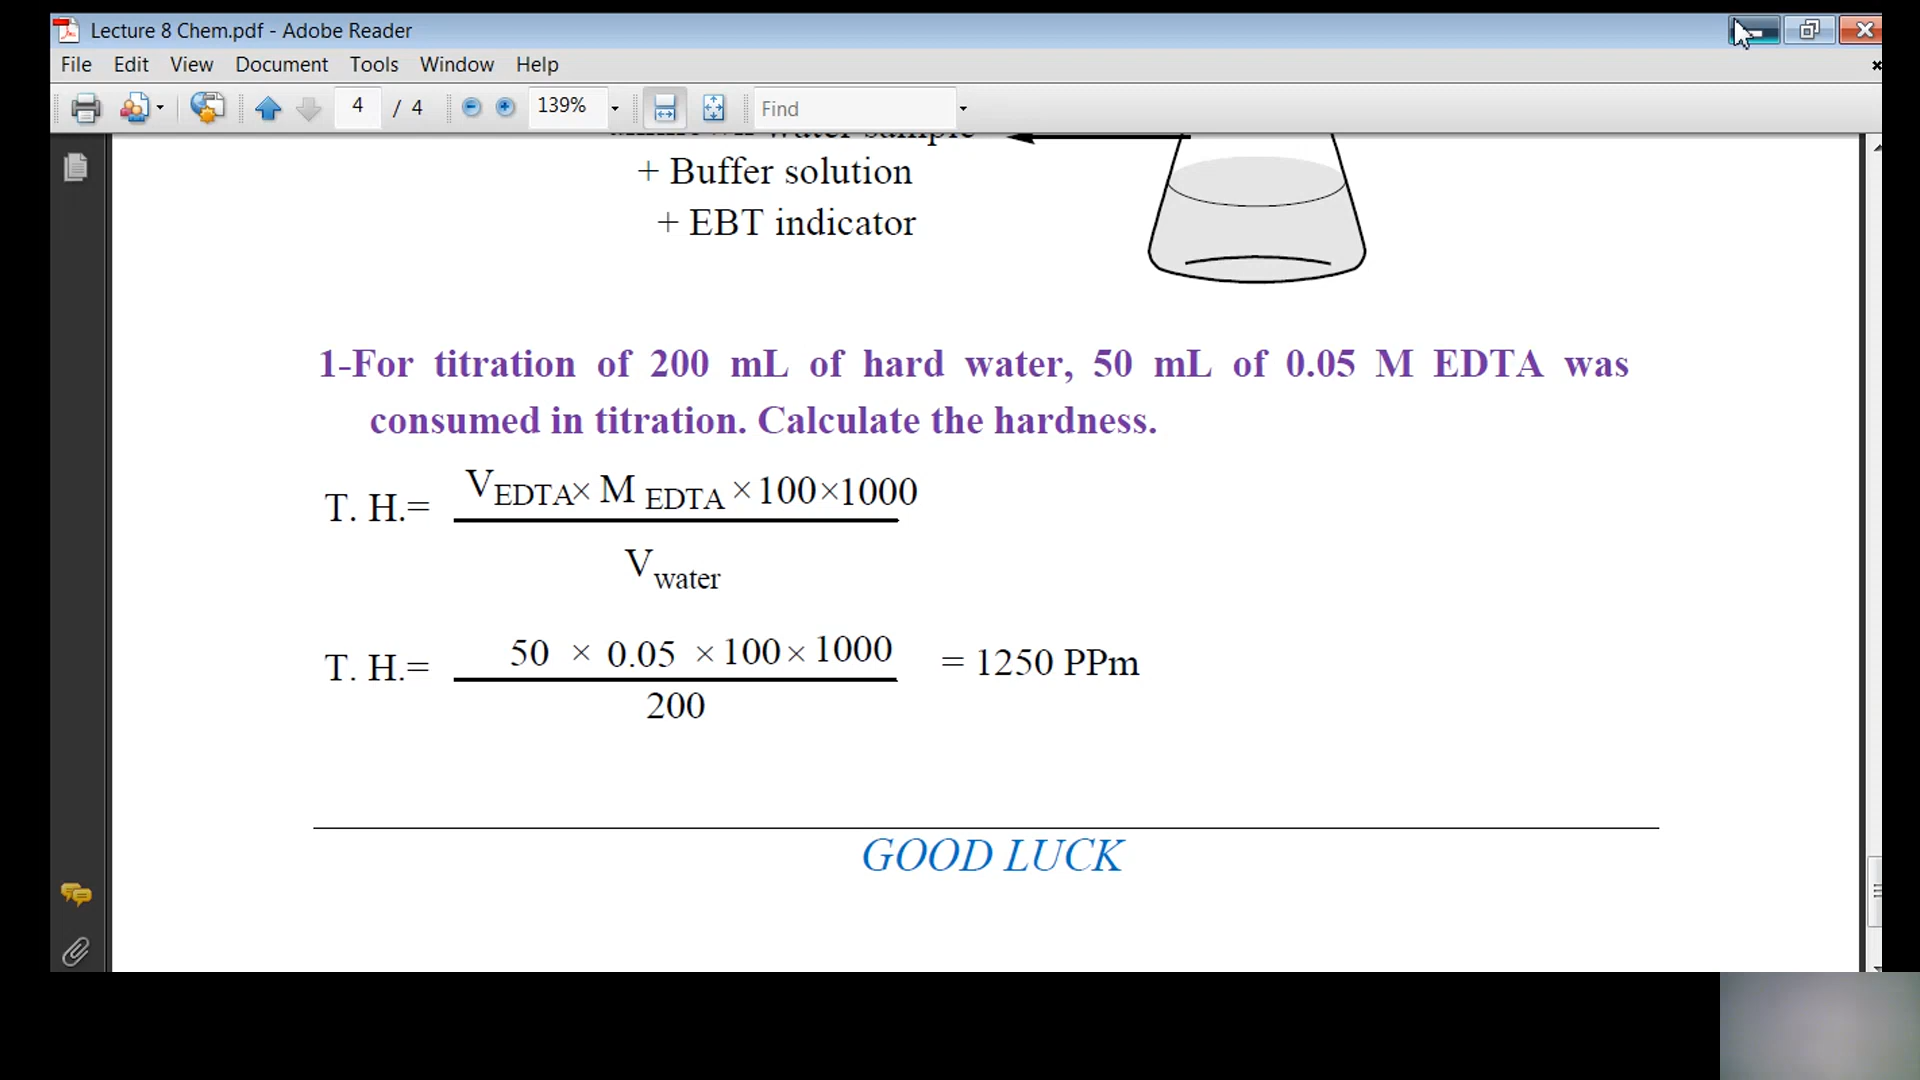 Lecture 8 Chem.pdf - Adobe Reader
File Edit View Document Tools Window Help
4 / 4 139% Find
water sample
+ Buffer solution
+ EBT indicator
1-For titration of 200 mL of hard water, 50 mL of 0.05 M EDTA was
consumed in titration. Calculate the hardness.
T. H.= VEDTA× M EDTA ×100×1000
Vwater
T. H.= 50 × 0.05 ×100×1000 = 1250 PPm
200
GOOD LUCK